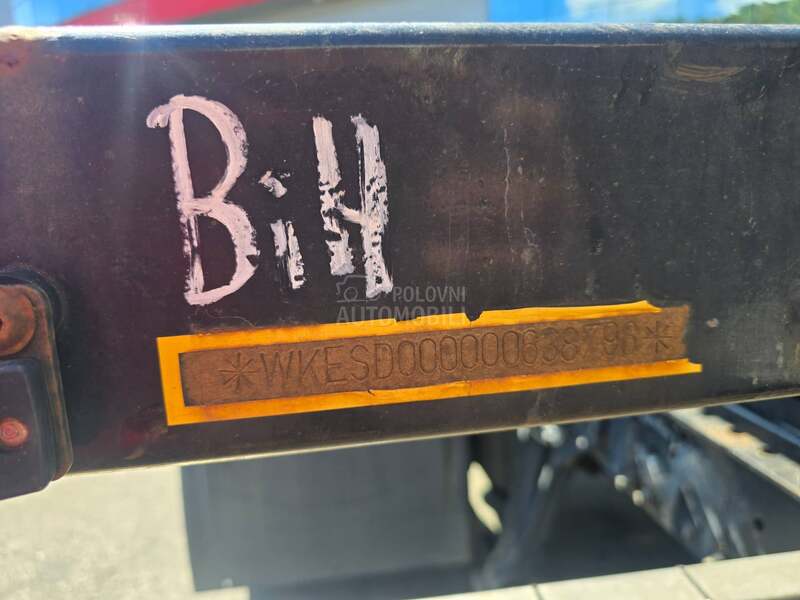 BiH
POLOVNI
AUTOMOBILI
*WKESD000000638796*